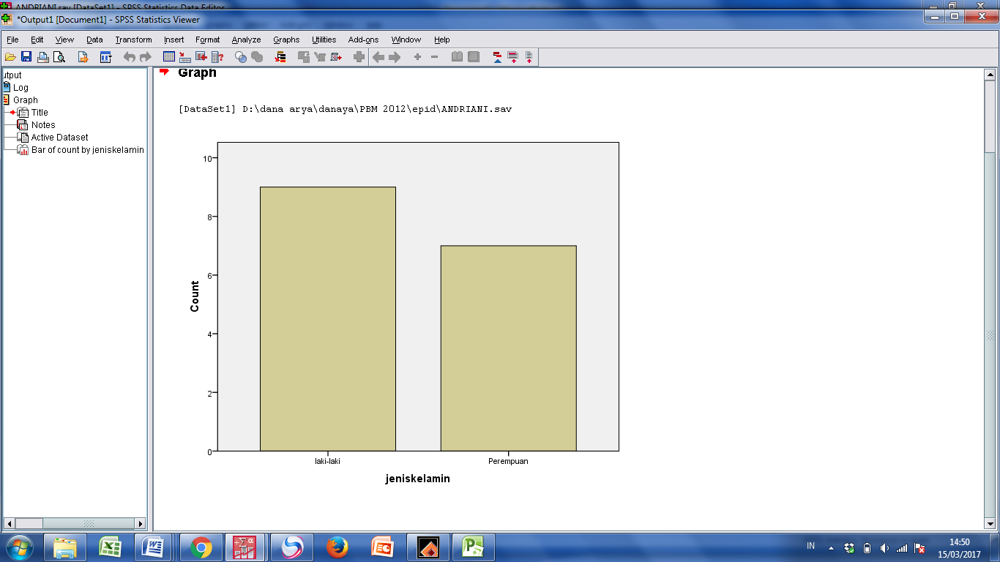 ANDRIANI.sav [DataSet1] - SPSS Statistics Data Editor
*Output1 [Document1] - SPSS Statistics Viewer
File Edit View Data Transform Insert Format Analyze Graphs Utilities Add-ons Window Help
utput
Log
Graph
Title
Notes
Active Dataset
Bar of count by jeniskelamin
Graph
[DataSet1] D:\dana arya\danaya\PBM 2012\epid\ANDRIANI.sav
10
8
6
4
2
0
Count
laki-laki Perempuan
jeniskelamin
IN
14:50
15/03/2017